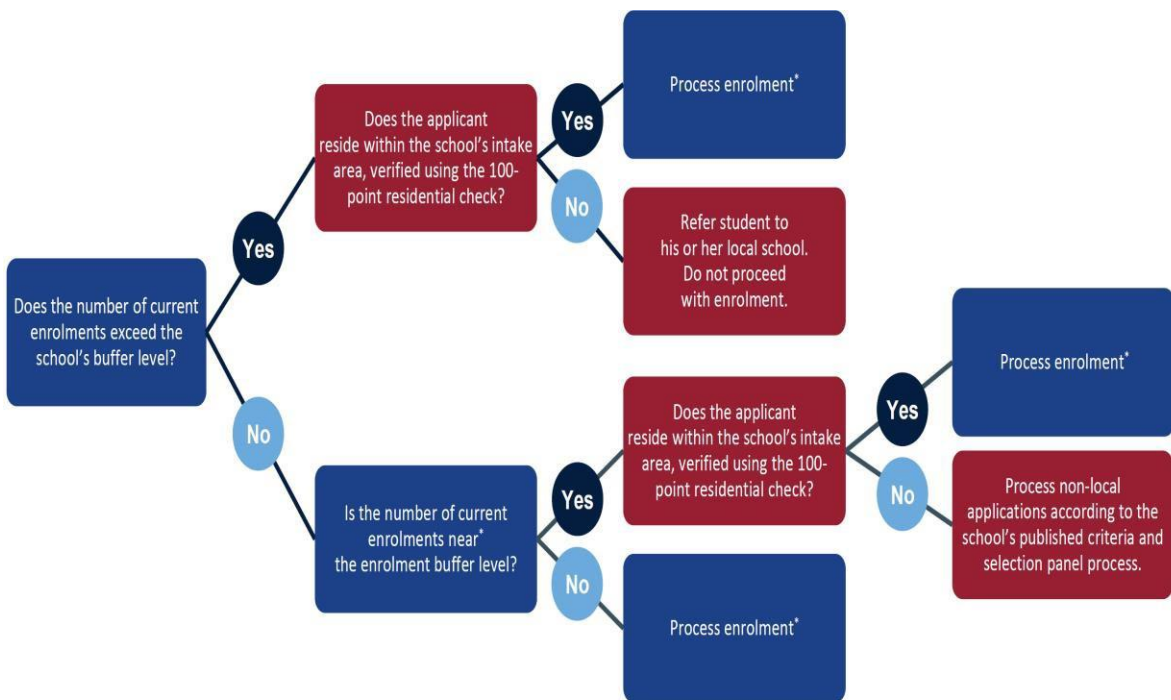 Does the number of current
enrolments exceed the
school's buffer level?
Yes
Does the applicant
reside within the school's intake
area, verified using the 100-
point residential check?
Yes
Process enrolment*
No
Refer student to
his or her local school.
Do not proceed
with enrolment.
No
Is the number of current
enrolments near*
the enrolment buffer level?
Yes
Does the applicant
reside within the school's intake
area, verified using the 100-
point residential check?
Yes
Process enrolment*
No
Process non-local
applications according to the
school's published criteria and
selection panel process.
No
Process enrolment*